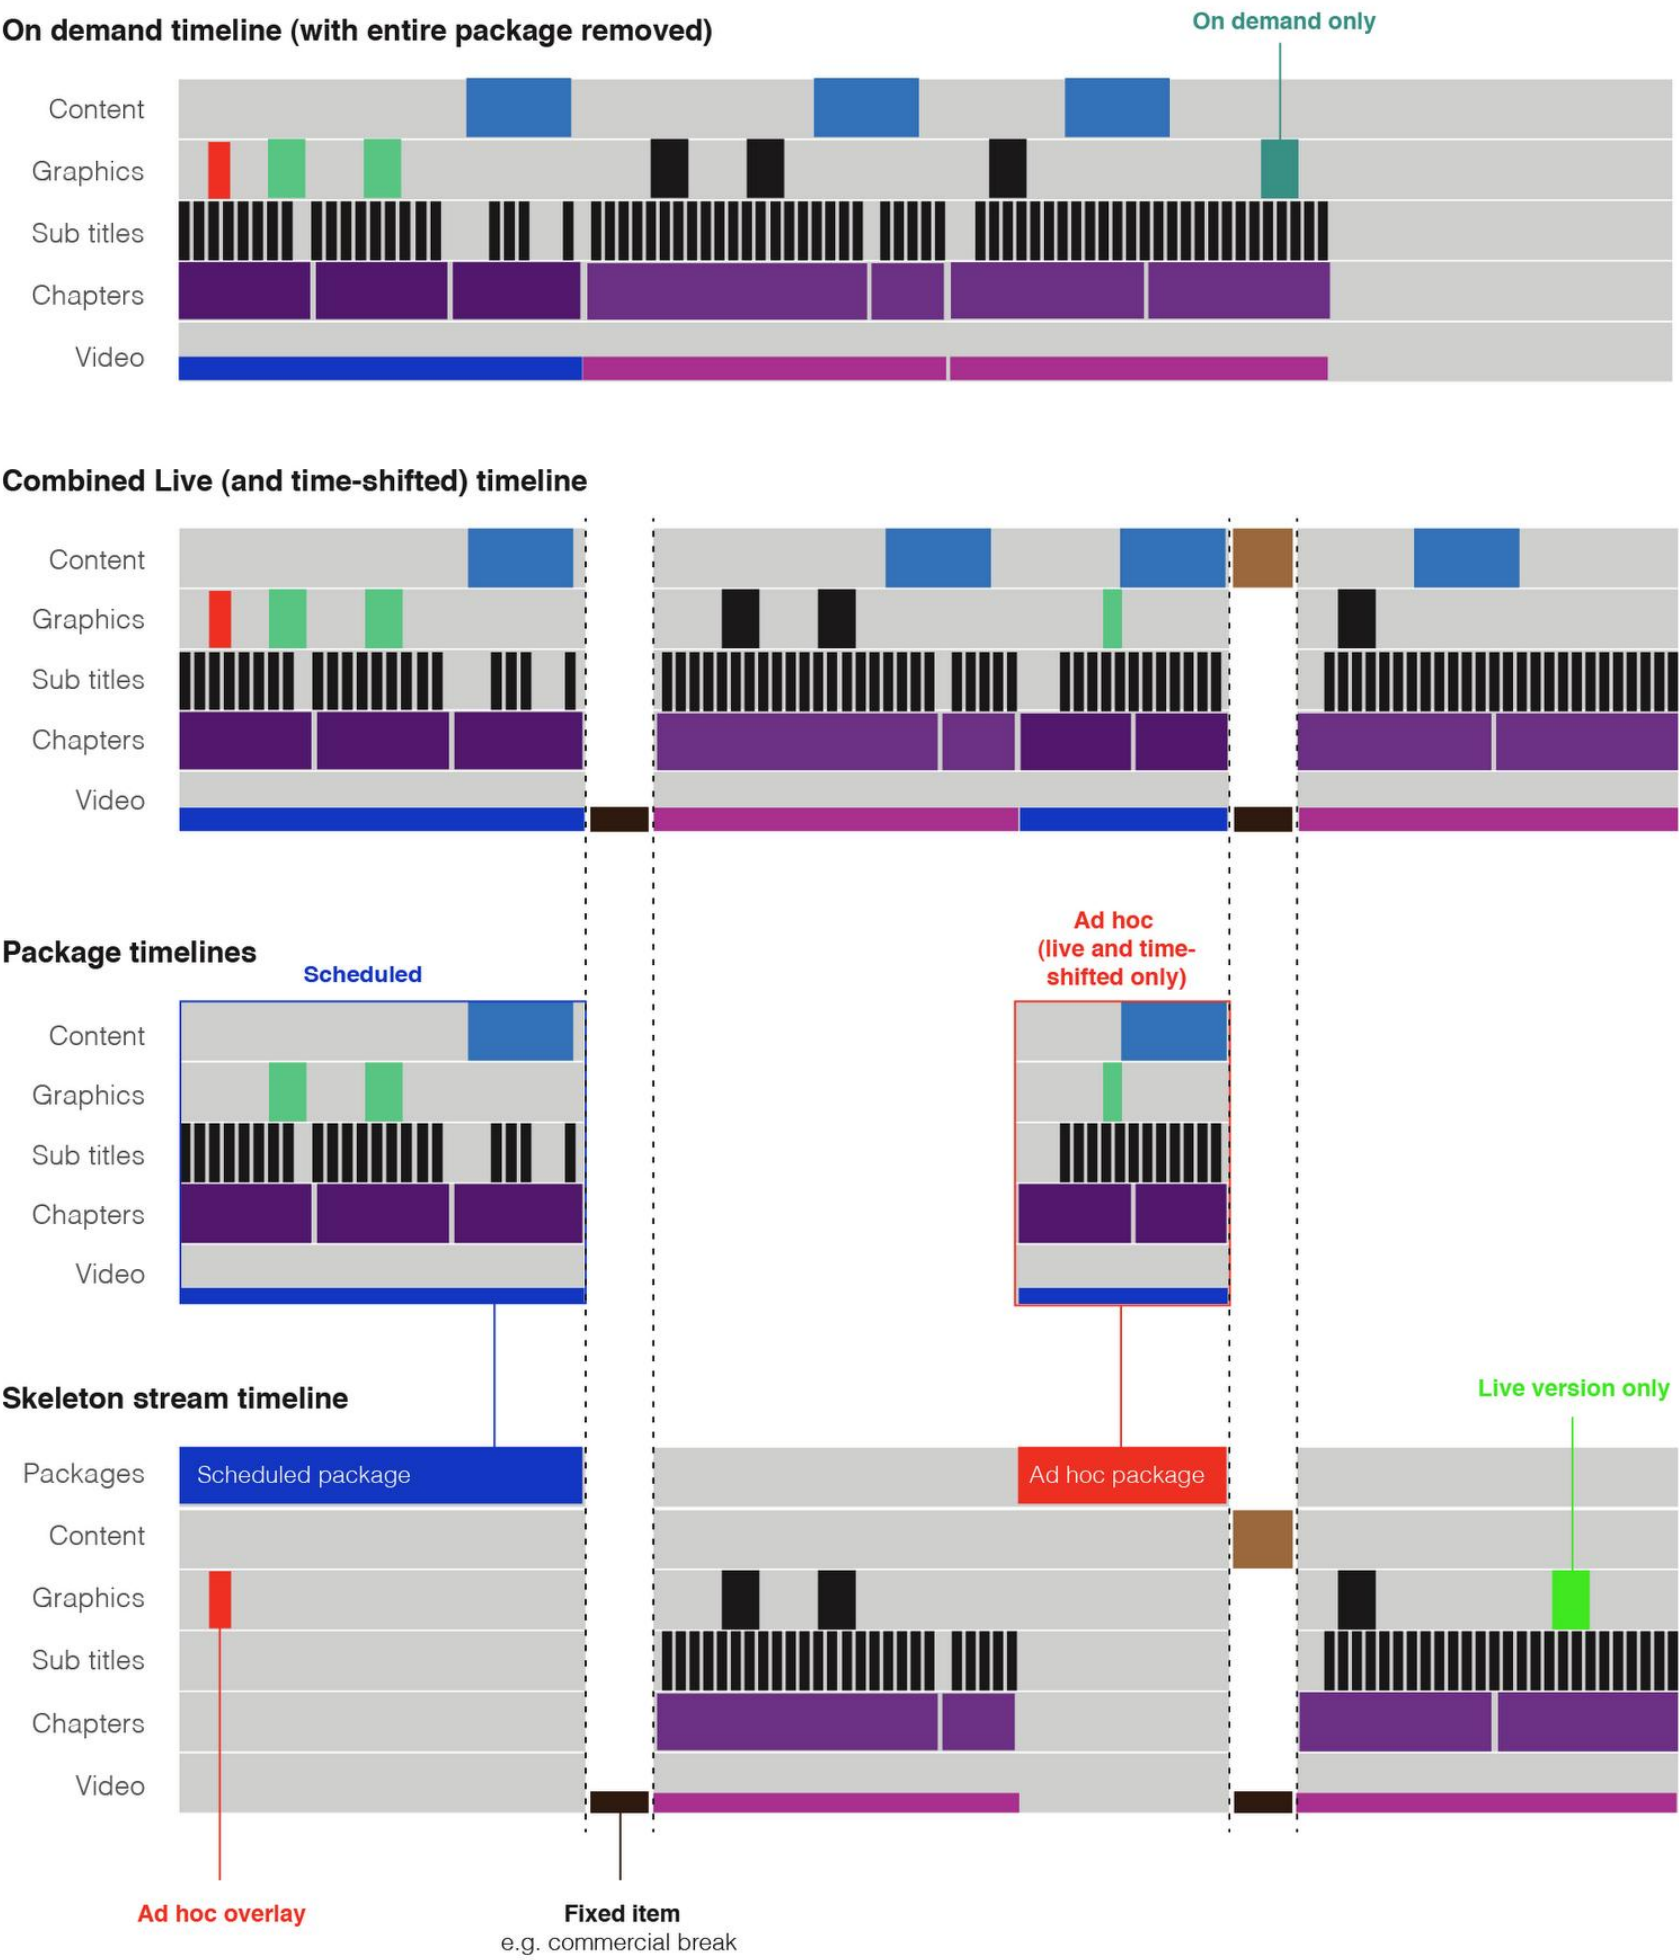 On demand timeline (with entire package removed)
On demand only
Content
Graphics
Sub titles
Chapters
Video
Combined Live (and time-shifted) timeline
Content
Graphics
Sub titles
Chapters
Video
Package timelines
Scheduled
Ad hoc
(live and time-
shifted only)
Content
Graphics
Sub titles
Chapters
Video
Skeleton stream timeline
Live version only
Packages
Scheduled package
Ad hoc package
Content
Graphics
Sub titles
Chapters
Video
Ad hoc overlay
Fixed item
e.g. commercial break